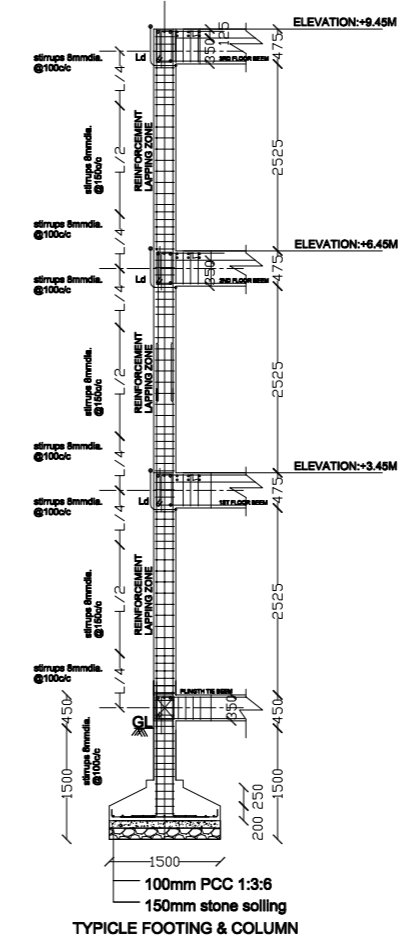 ELEVATION:+9.45M
stirrups 8mmdia.
@100c/c
Ld
350
125
3RD FLOOR BEEM
475
L/4
REINFORCEMENT
LAPPING ZONE
stirrups 8mmdia.
@150c/c
L/2
2525
stirrups 8mmdia.
@100c/c
L/4
ELEVATION:+6.45M
stirrups 8mmdia.
@100c/c
Ld
350
2ND FLOOR BEEM
475
L/4
REINFORCEMENT
LAPPING ZONE
stirrups 8mmdia.
@150c/c
L/2
2525
stirrups 8mmdia.
@100c/c
L/4
ELEVATION:+3.45M
stirrups 8mmdia.
@100c/c
Ld
1ST FLOOR BEEM
475
L/4
REINFORCEMENT
LAPPING ZONE
stirrups 8mmdia.
@150c/c
L/2
2525
stirrups 8mmdia.
@100c/c
L/4
PLINGTH TIE BEEM
450
350
450
GL
stirrups 8mmdia.
@100c/c
1500
1500
250
200
1500
100mm PCC 1:3:6
150mm stone soiling
TYPICLE FOOTING & COLUMN